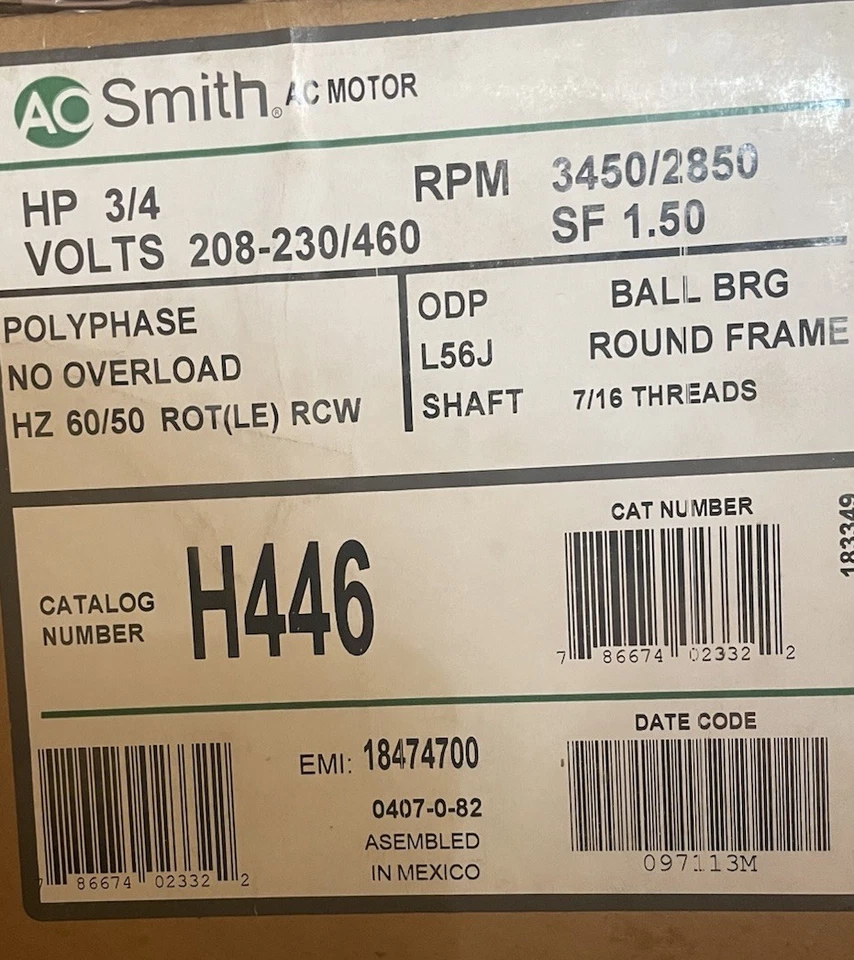 AO Smith® AC MOTOR
HP 3/4 RPM 3450/2850
VOLTS 208-230/460 SF 1.50
POLYPHASE
NO OVERLOAD
HZ 60/50 ROT(LE) RCW
ODP BALL BRG
L56J ROUND FRAME
SHAFT 7/16 THREADS
CATALOG
NUMBER
H446
CAT NUMBER
7 86674 02332 2
183349
EMI: 18474700
0407-0-82
ASEMBLED
IN MEXICO
7 86674 02332 2
DATE CODE
097113M